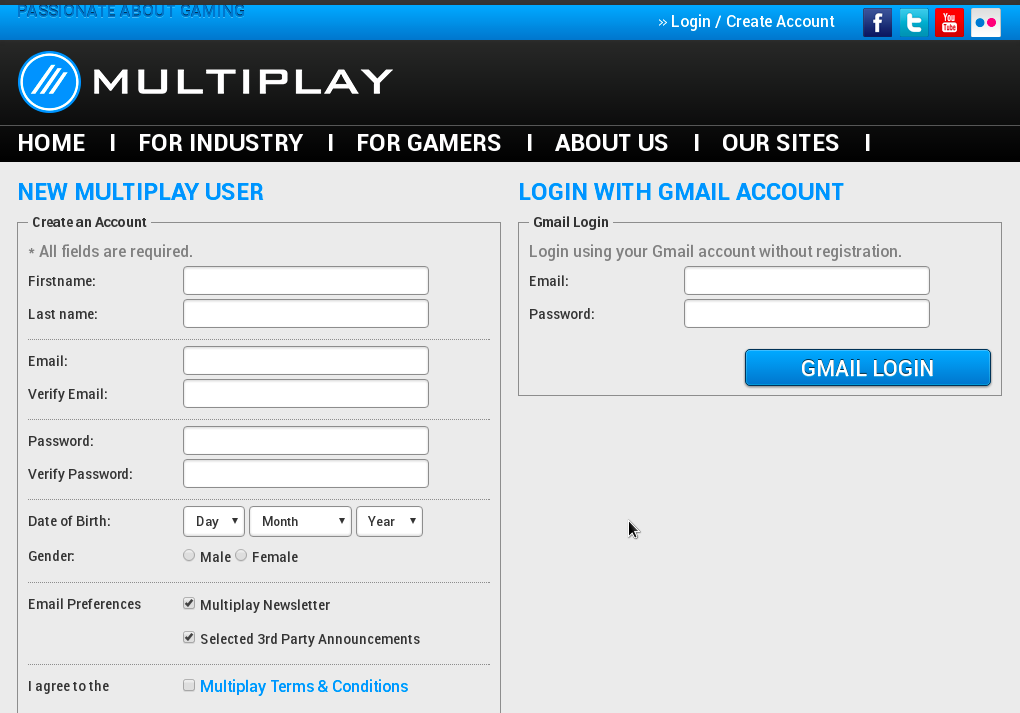 PASSIONATE ABOUT GAMING
» Login / Create Account
f t You Tube
MULTIPLAY
HOME I FOR INDUSTRY I FOR GAMERS I ABOUT US I OUR SITES I
NEW MULTIPLAY USER
Create an Account
* All fields are required.
Firstname:
Last name:
Email:
Verify Email:
Password:
Verify Password:
Date of Birth: Day Month Year
Gender: Male Female
Email Preferences Multiplay Newsletter
Selected 3rd Party Announcements
I agree to the Multiplay Terms & Conditions
LOGIN WITH GMAIL ACCOUNT
Gmail Login
Login using your Gmail account without registration.
Email:
Password:
GMAIL LOGIN